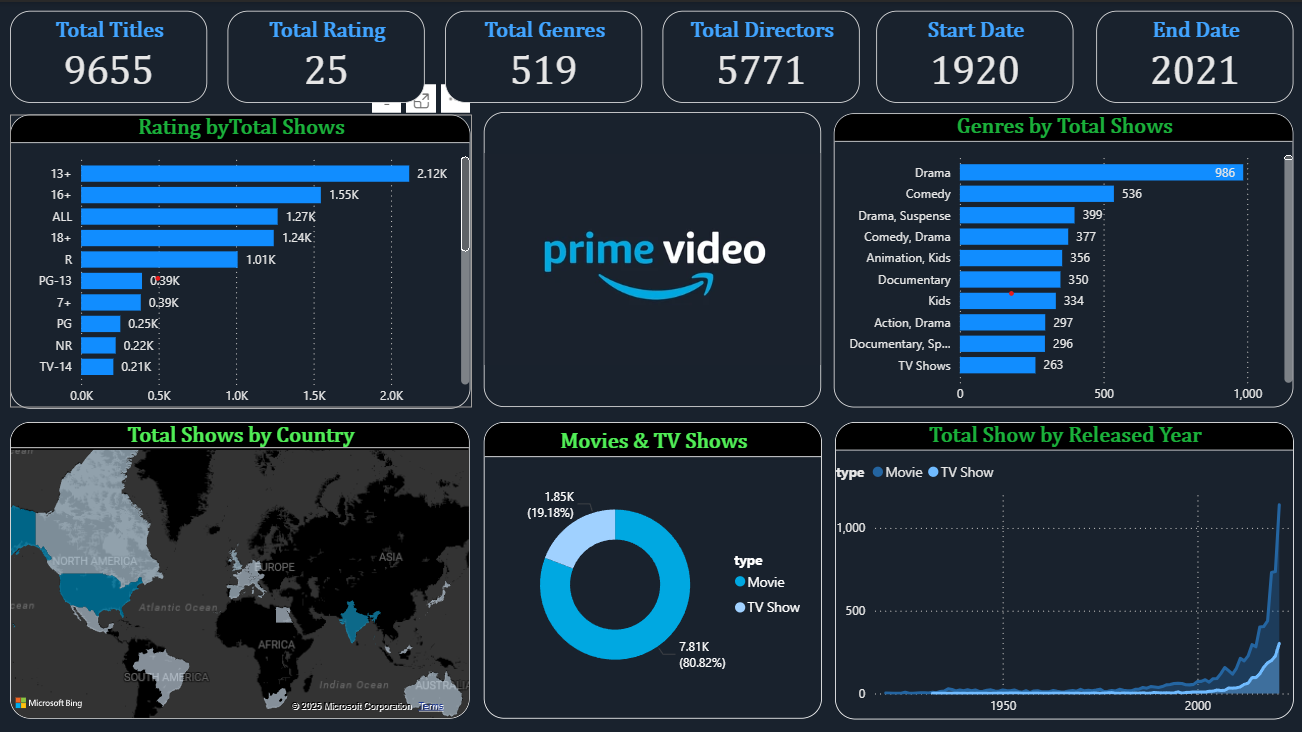 Total Titles
9655
Total Rating
25
Total Genres
519
Total Directors
5771
Start Date
1920
End Date
2021
Rating byTotal Shows
13+ 2.12K
16+ 1.55K
ALL 1.27K
18+ 1.24K
R 1.01K
PG-13 0.39K
7+ 0.39K
PG 0.25K
NR 0.22K
TV-14 0.21K
0.0K 0.5K 1.0K 1.5K 2.0K
prime video
Genres by Total Shows
Drama 986
Comedy 536
Drama, Suspense 399
Comedy, Drama 377
Animation, Kids 356
Documentary 350
Kids 334
Action, Drama 297
Documentary, Sp... 296
TV Shows 263
0 500 1,000
Total Shows by Country
ean
NORTH AMERICA
EUROPE
ASIA
cean
Atlantic Ocean
AFRICA
SOUTH AMERICA
Indian Ocean
AUSTRALIA
Microsoft Bing
© 2025 Microsoft Corporation Terms
Movies & TV Shows
1.85K
(19.18%)
type
Movie
TV Show
7.81K
(80.82%)
Total Show by Released Year
type Movie TV Show
1,000
500
0
1950 2000